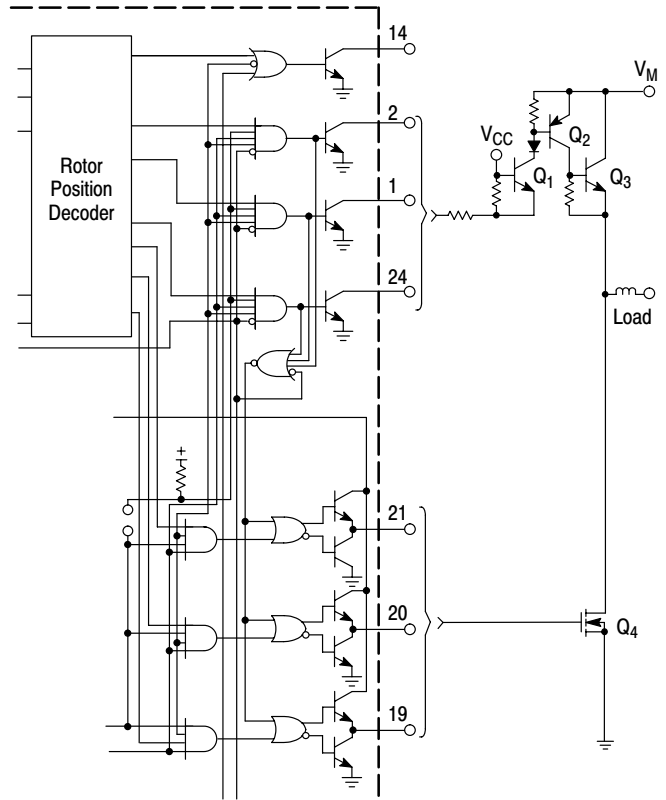 14
V_M
2
V_CC
Q_2
Rotor
Position
Decoder
Q_1
Q_3
1
24
Load
+
21
20
Q_4
19